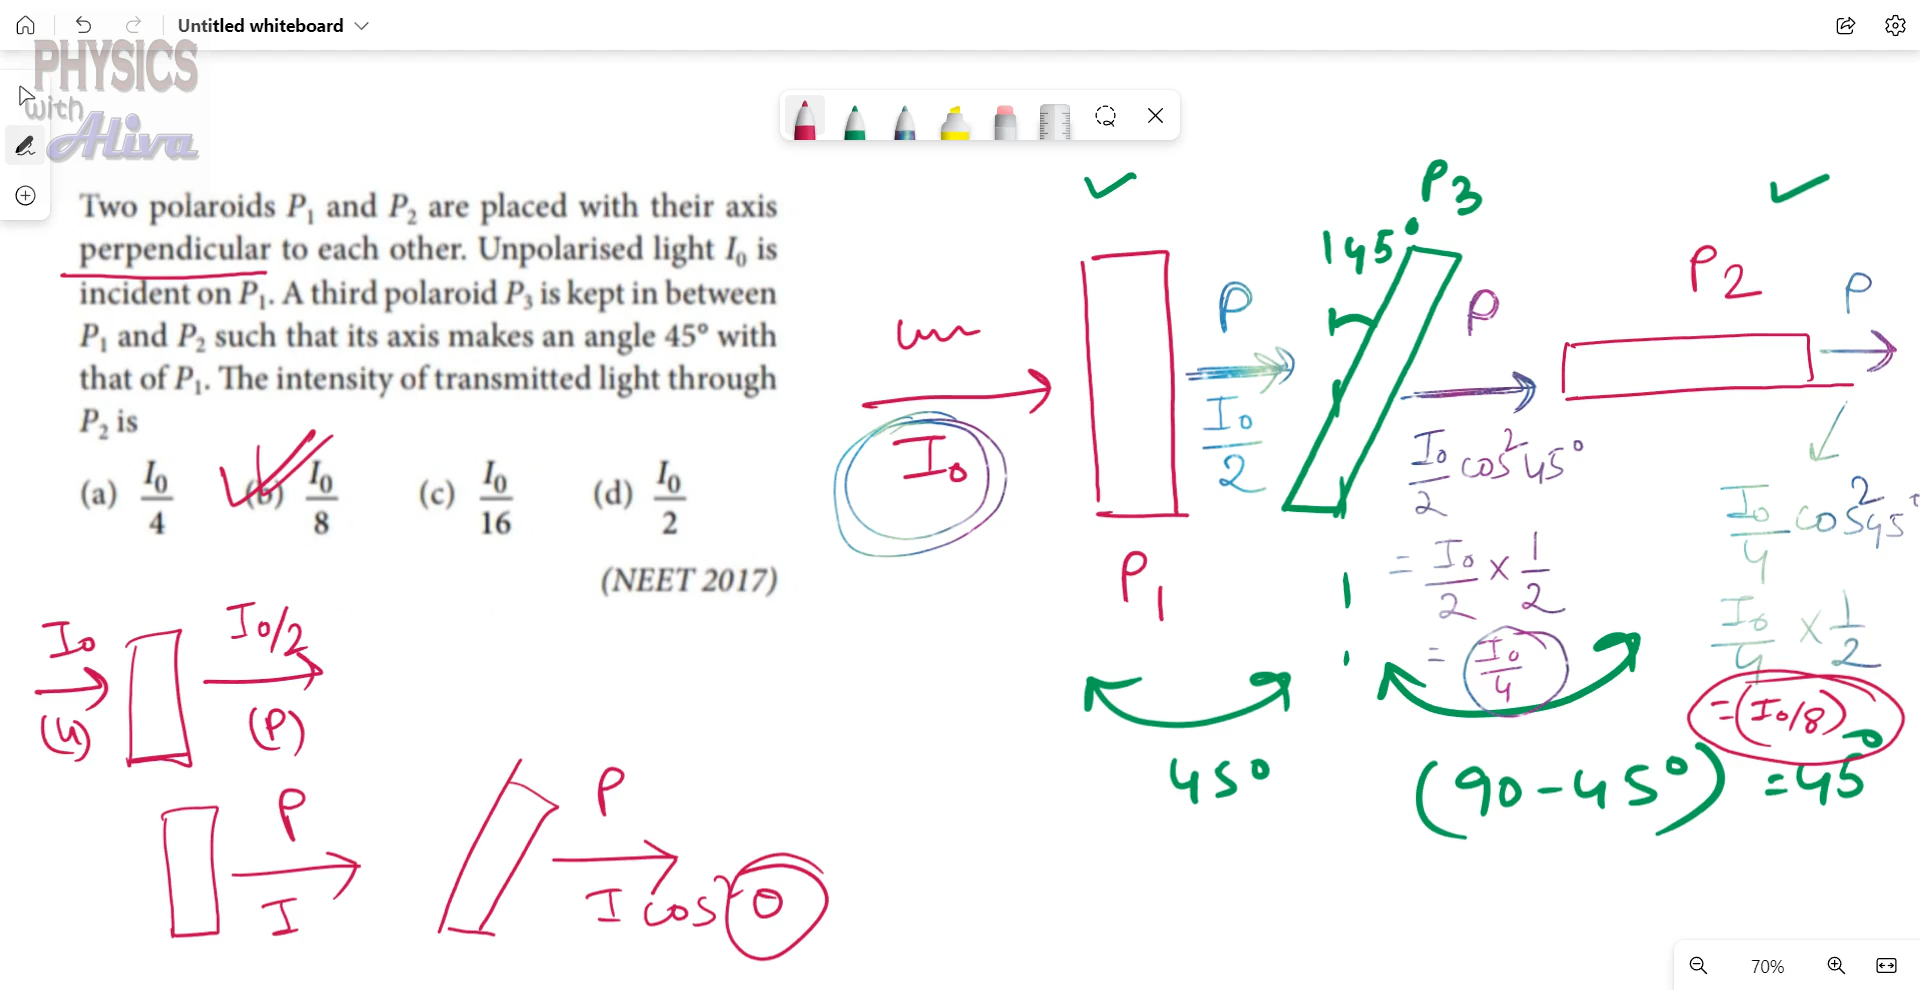 Untitled whiteboard
PHYSICS
with
Aliva
Two polaroids P₁ and P₂ are placed with their axis
perpendicular to each other. Unpolarised light I₀ is
incident on P₁. A third polaroid P₃ is kept in between
P₁ and P₂ such that its axis makes an angle 45° with
that of P₁. The intensity of transmitted light through
P₂ is
(a) I₀/4 (b) I₀/8 (c) I₀/16 (d) I₀/2
(NEET 2017)
I₀
(u)
I₀/2
(P)
P
I
P
I cos²θ
I₀
P₁
P
I₀/2
P₃
45°
P
I₀/2 cos²45°
= I₀/2 × 1/2
= I₀/4
P₂
P
I₀/4 cos²45°
I₀/4 × 1/2
= (I₀/8)
45°
(90-45°) = 45°
70%